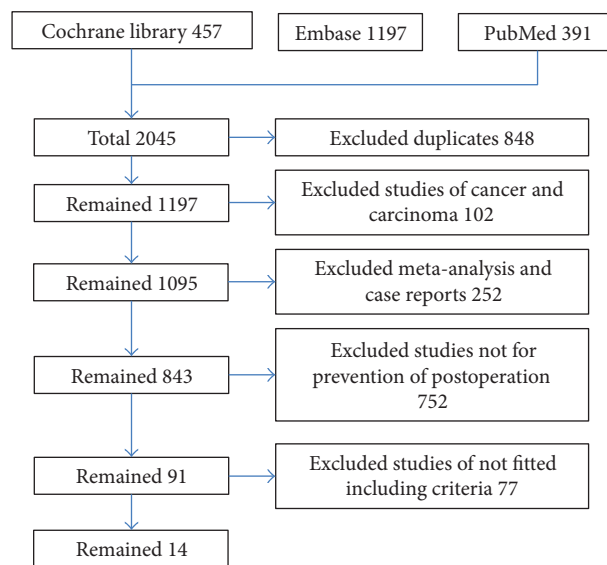 Cochrane library 457
Embase 1197
PubMed 391
Total 2045
Excluded duplicates 848
Remained 1197
Excluded studies of cancer and
carcinoma 102
Remained 1095
Excluded meta-analysis and
case reports 252
Remained 843
Excluded studies not for
prevention of postoperation
752
Remained 91
Excluded studies of not fitted
including criteria 77
Remained 14